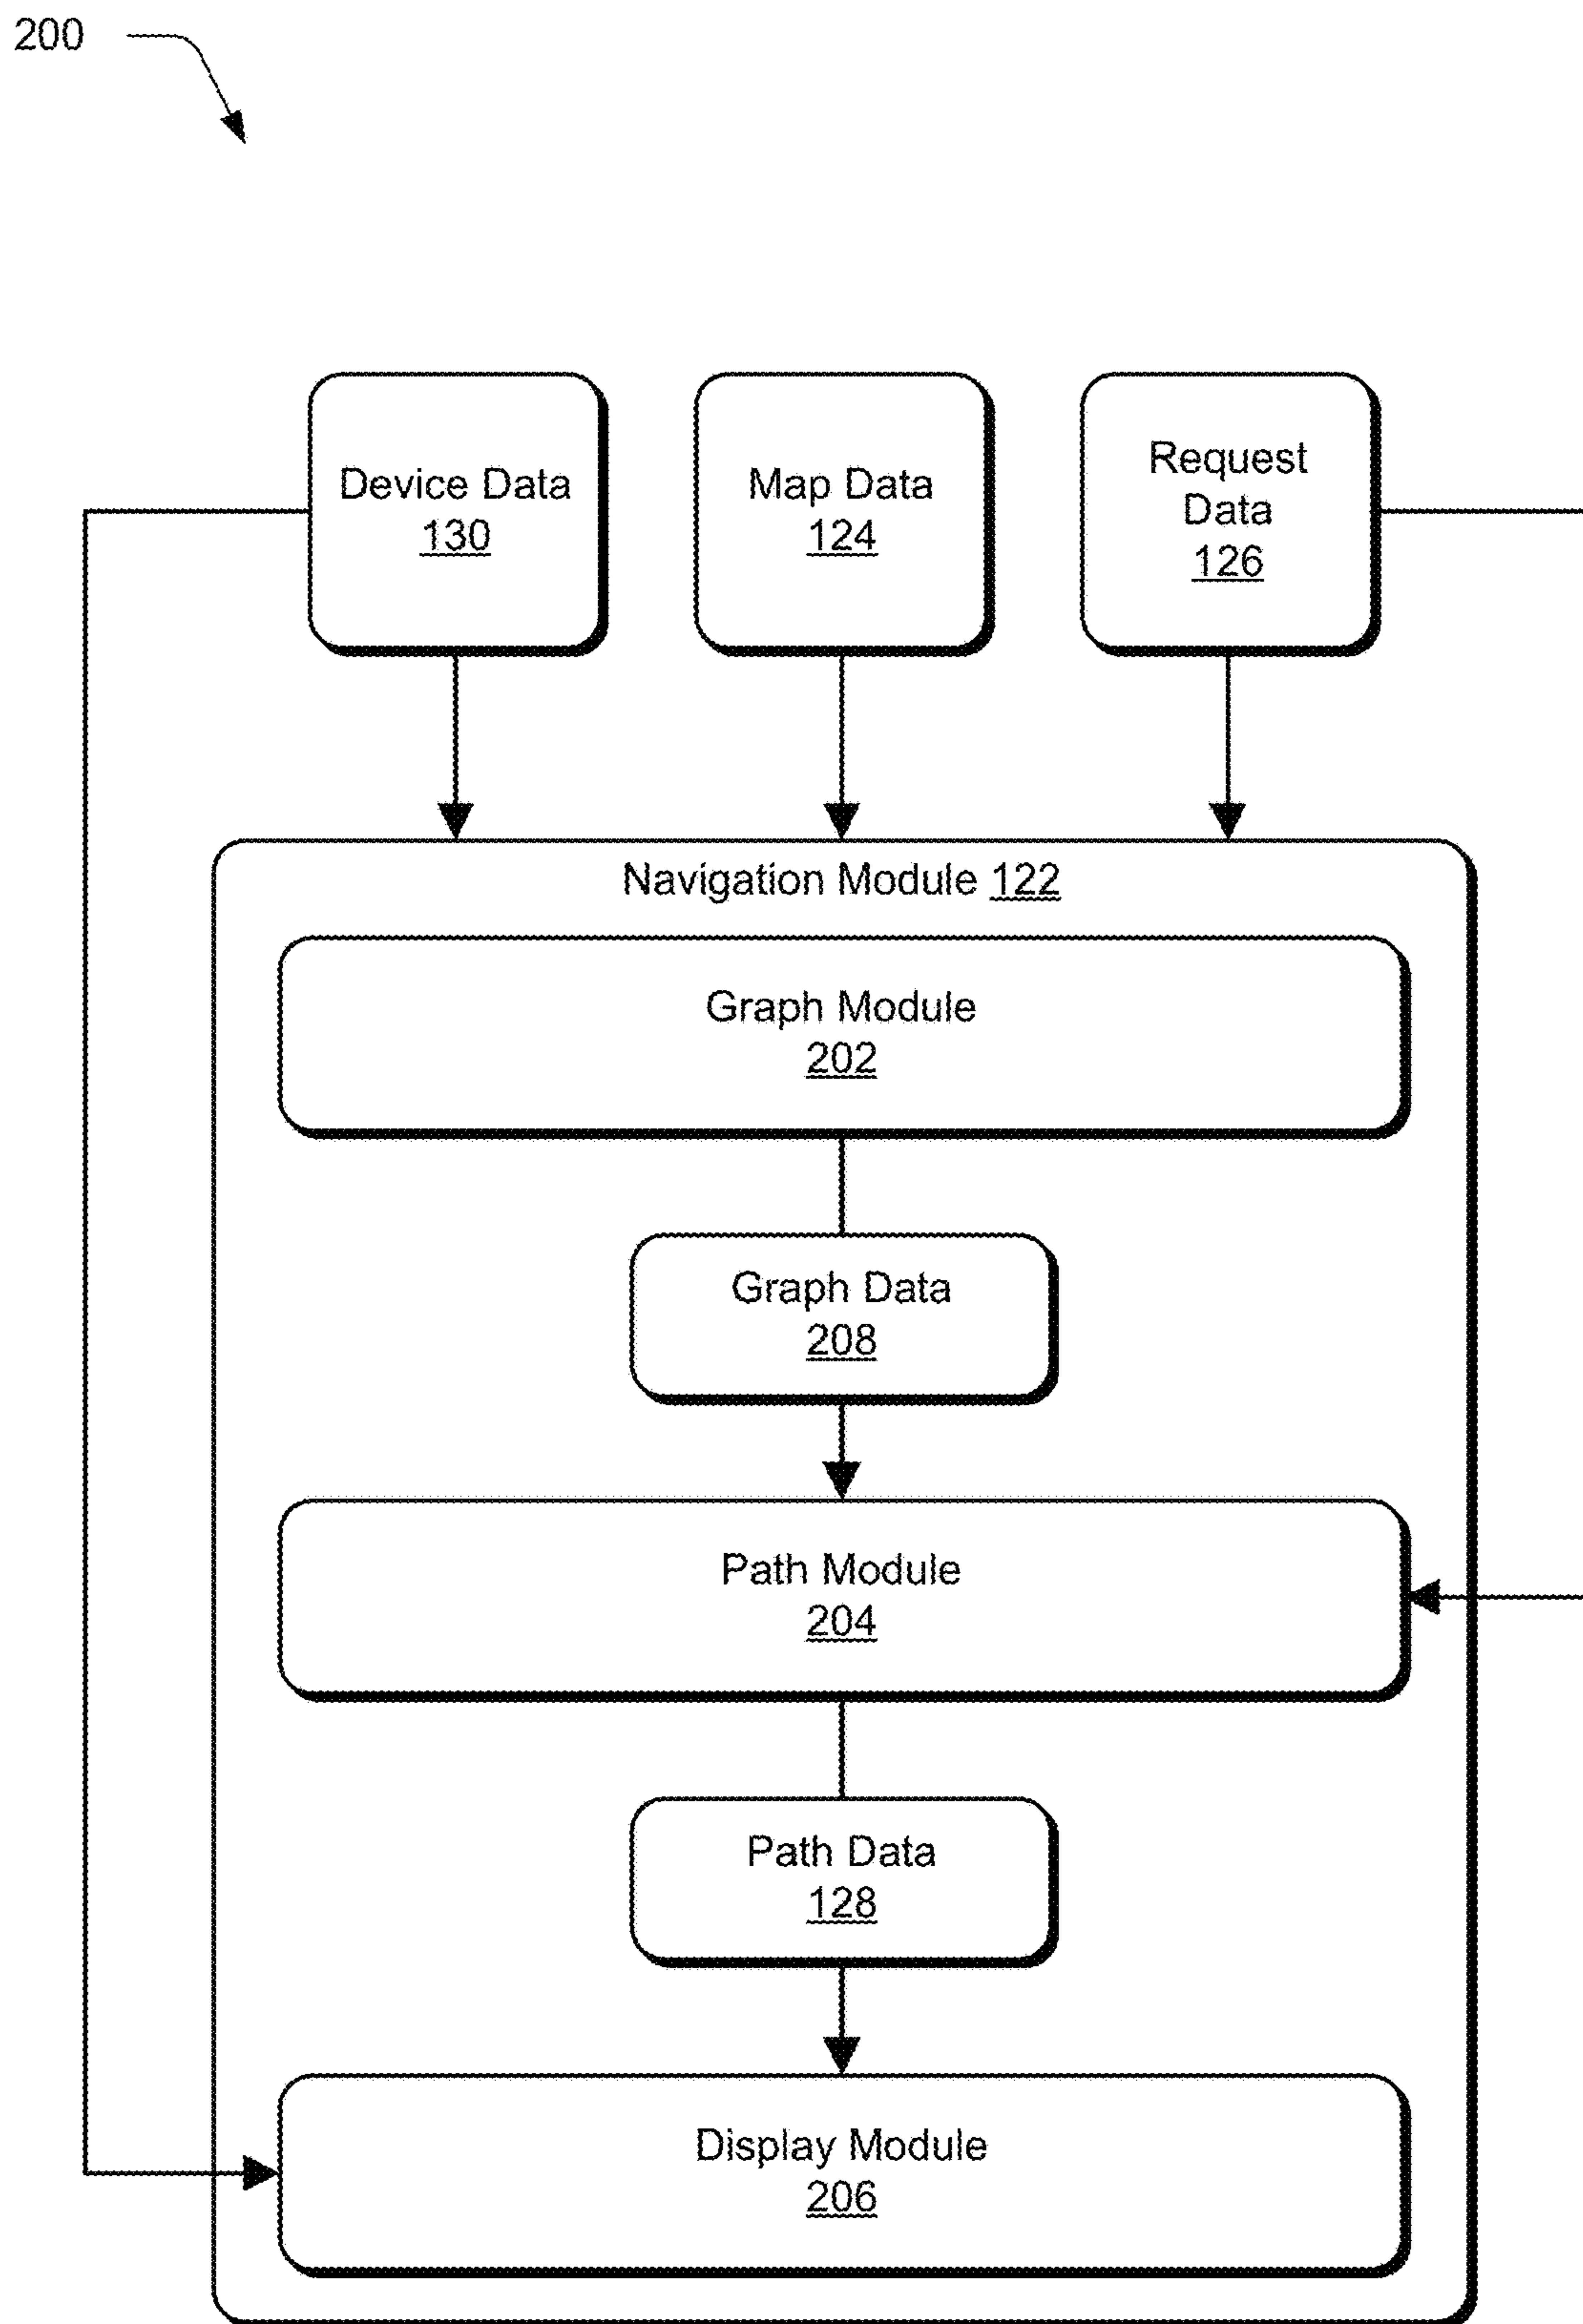 200
Device Data
130
Map Data
124
Request
Data
126
Navigation Module 122
Graph Module
202
Graph Data
208
Path Module
204
Path Data
128
Display Module
206